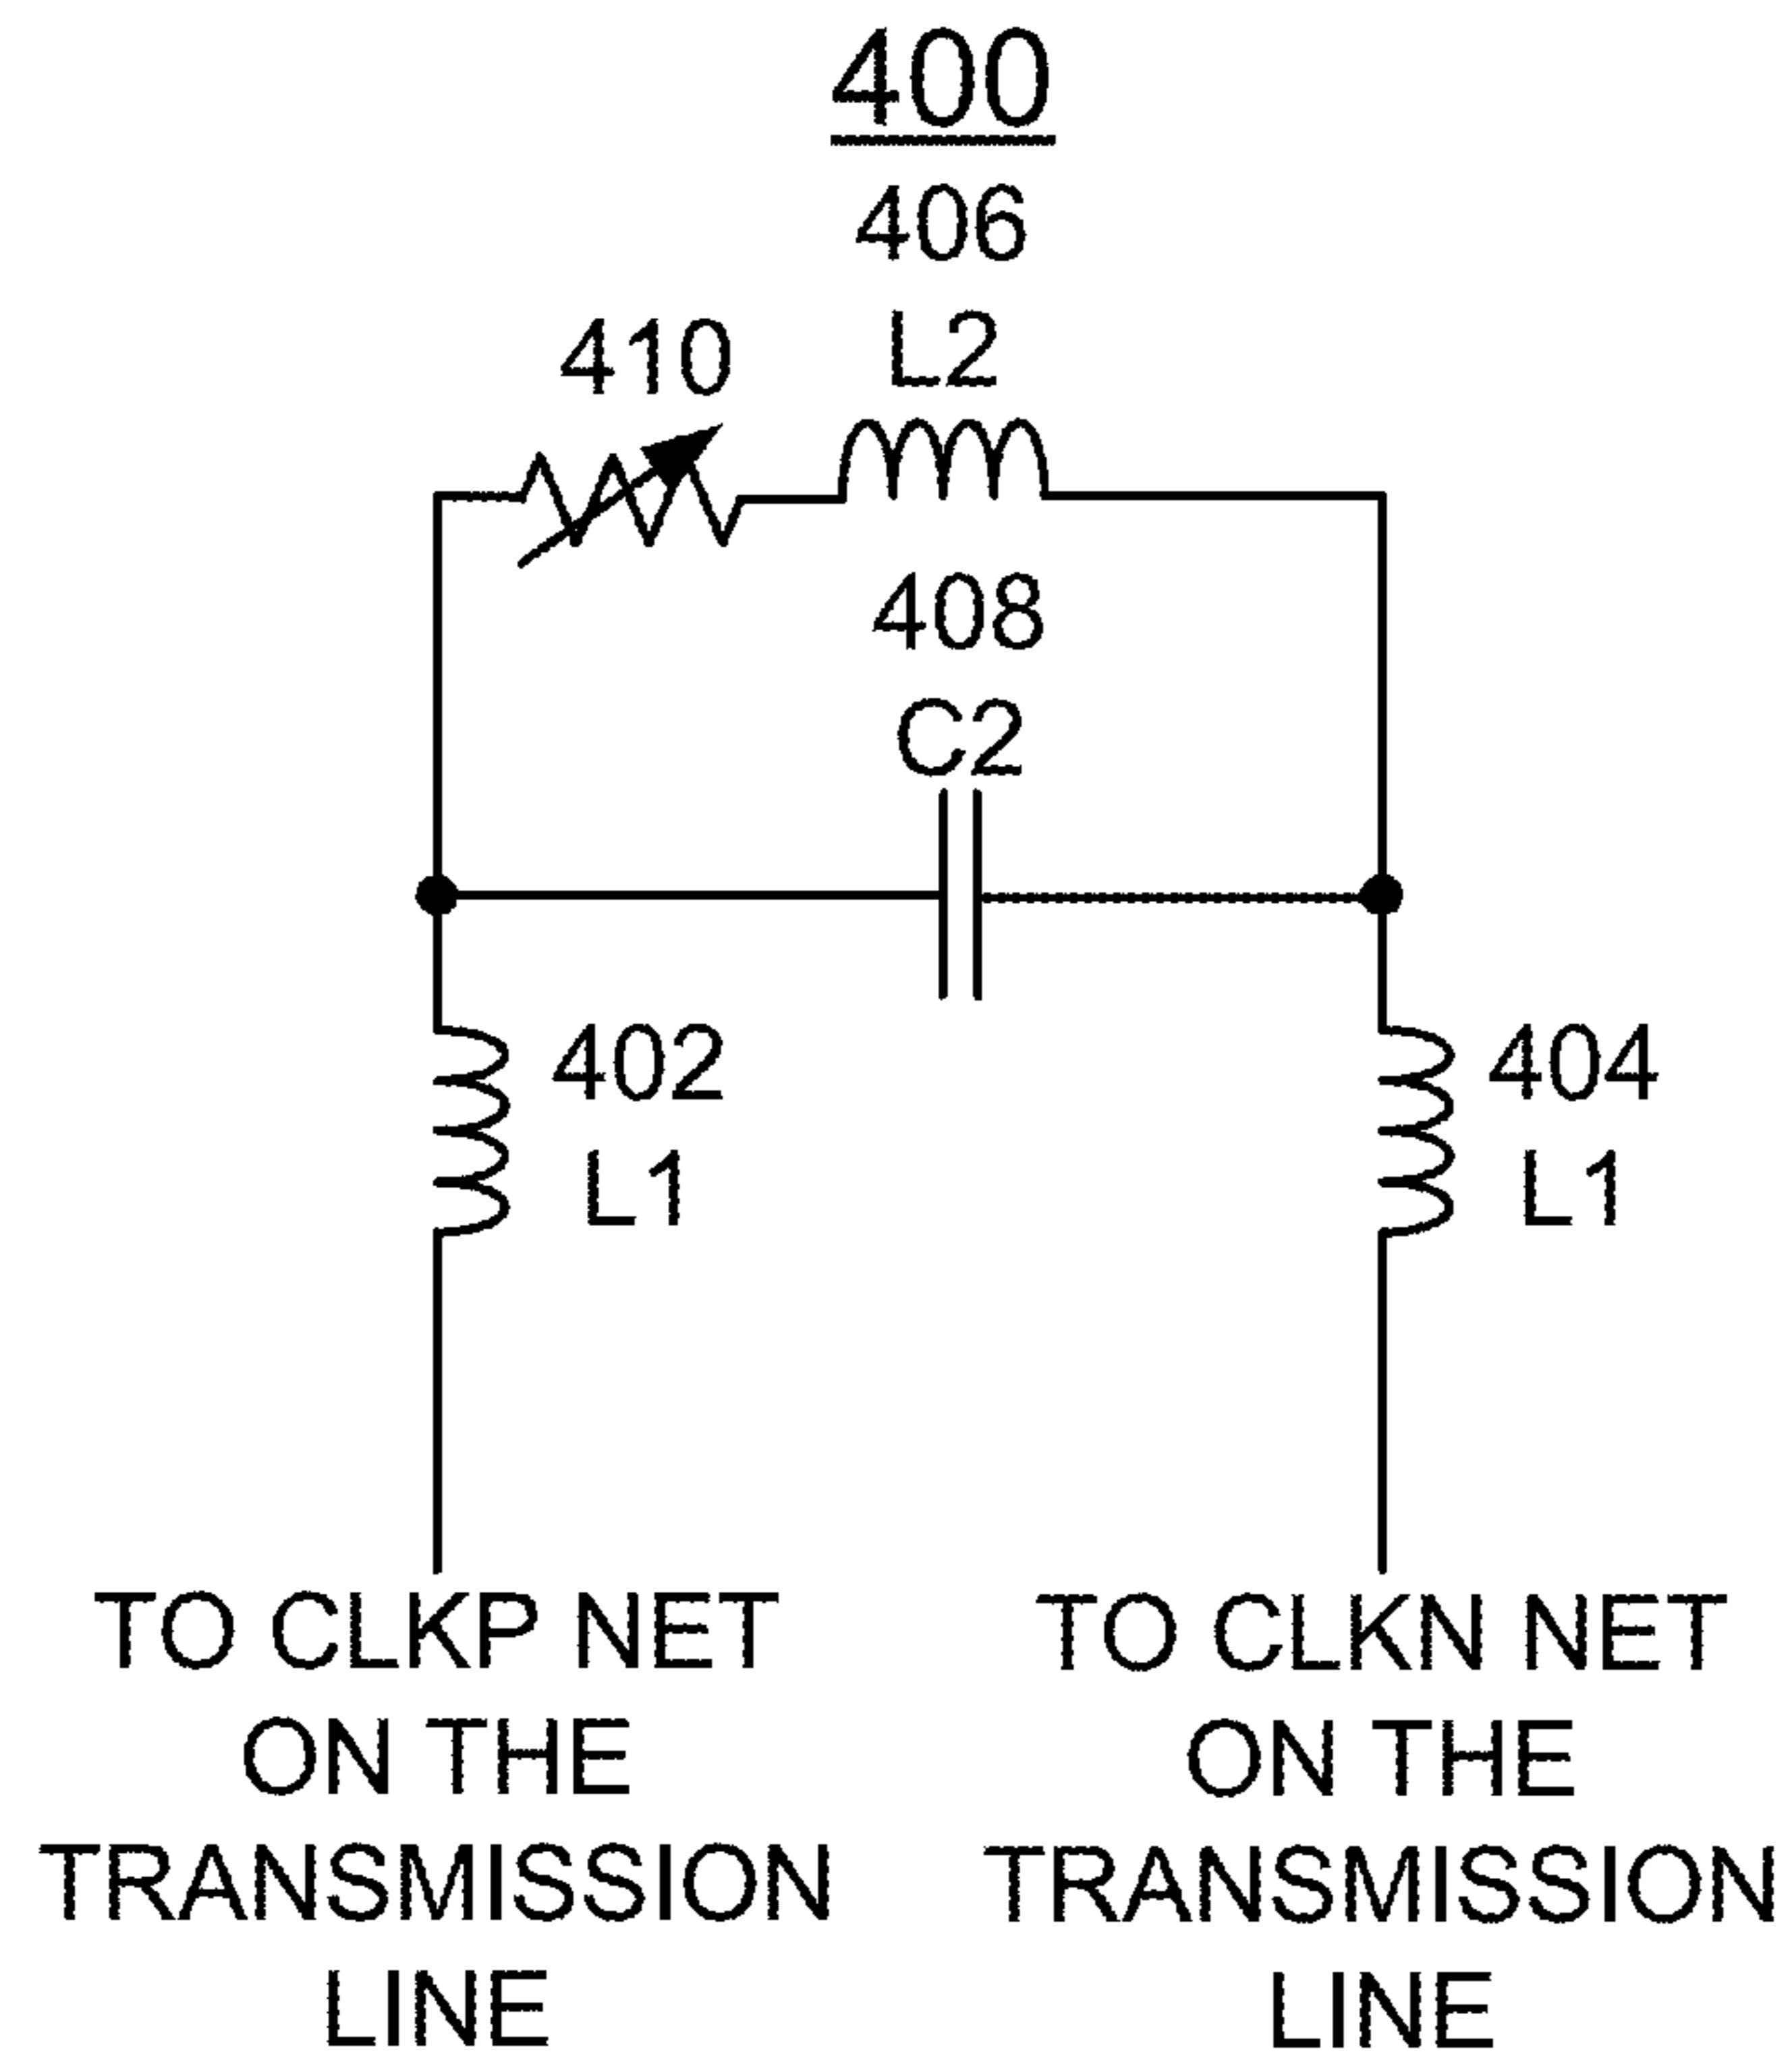 400
406
L2
410
408
C2
402
L1
404
L1
TO CLKP NET
ON THE
TRANSMISSION
LINE
TO CLKN NET
ON THE
TRANSMISSION
LINE